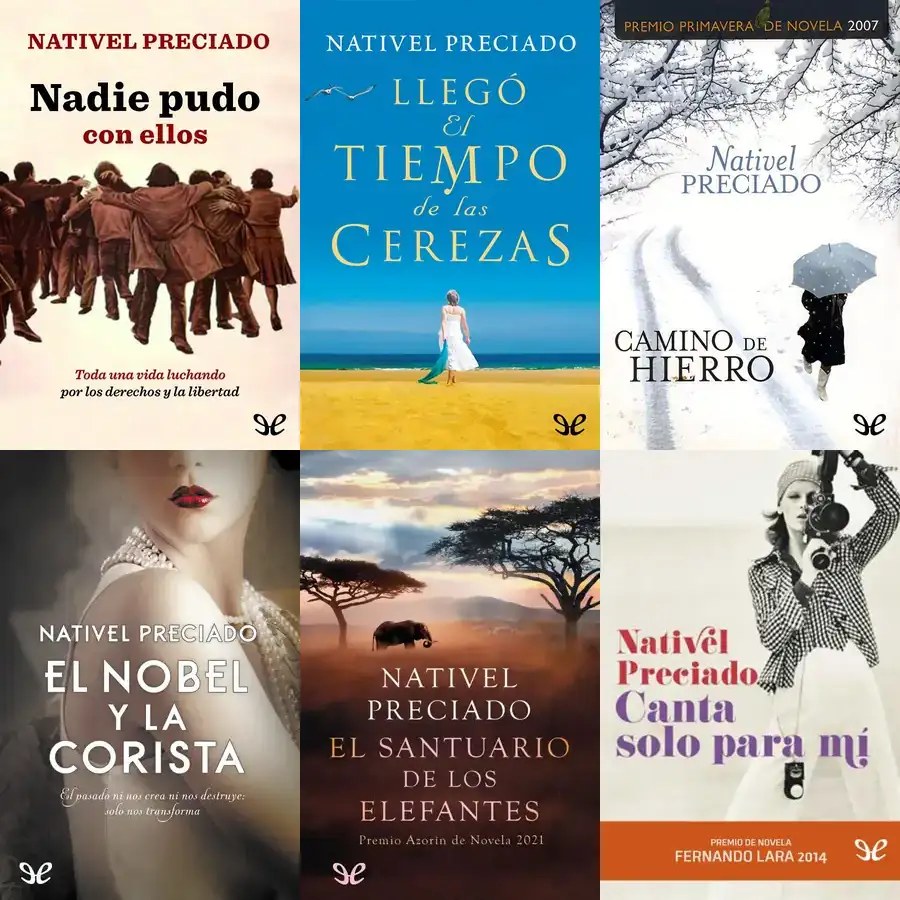 NATIVEL PRECIADO
Nadie pudo
con ellos
Toda una vida luchando
por los derechos y la libertad
NATIVEL PRECIADO
LLEGÓ
El
TIEMPO
de las
CEREZAS
PREMIO PRIMAVERA DE NOVELA 2007
Nativel
PRECIADO
CAMINO DE
HIERRO
NATIVEL PRECIADO
EL NOBEL
Y LA
CORISTA
El pasado ni nos crea ni nos destruye:
solo nos transforma
NATIVEL
PRECIADO
EL SANTUARIO
DE LOS
ELEFANTES
Premio Azorín de Novela 2021
Nativel
Preciado
Canta
solo para mí
PREMIO DE NOVELA
FERNANDO LARA 2014